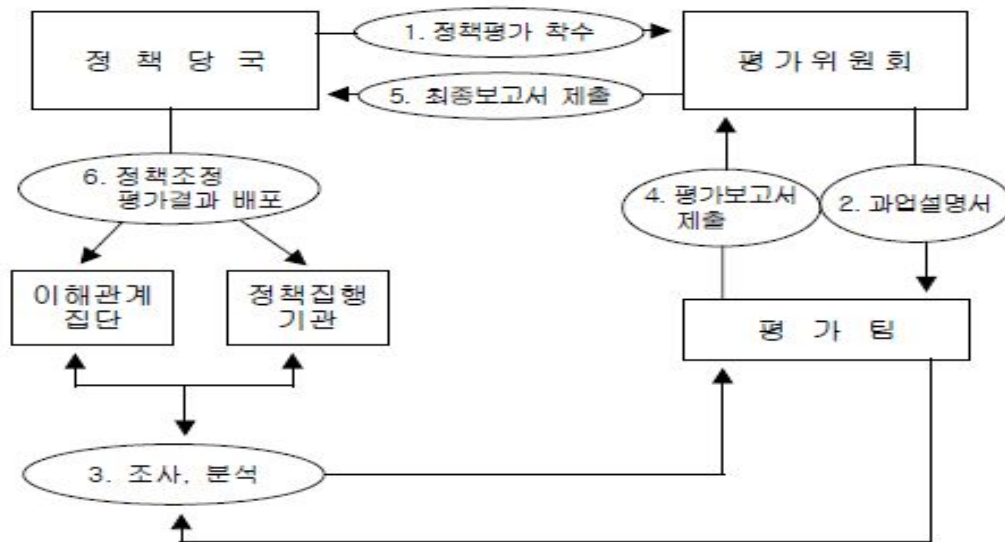 1. 정책평가 착수
정 책 당 국
평 가 위 원 회
5. 최종보고서 제출
6. 정책조정
평가결과 배포
4. 평가보고서
제출
2. 과업설명서
이해관계
집단
정책집행
기관
평 가 팀
3. 조사, 분석